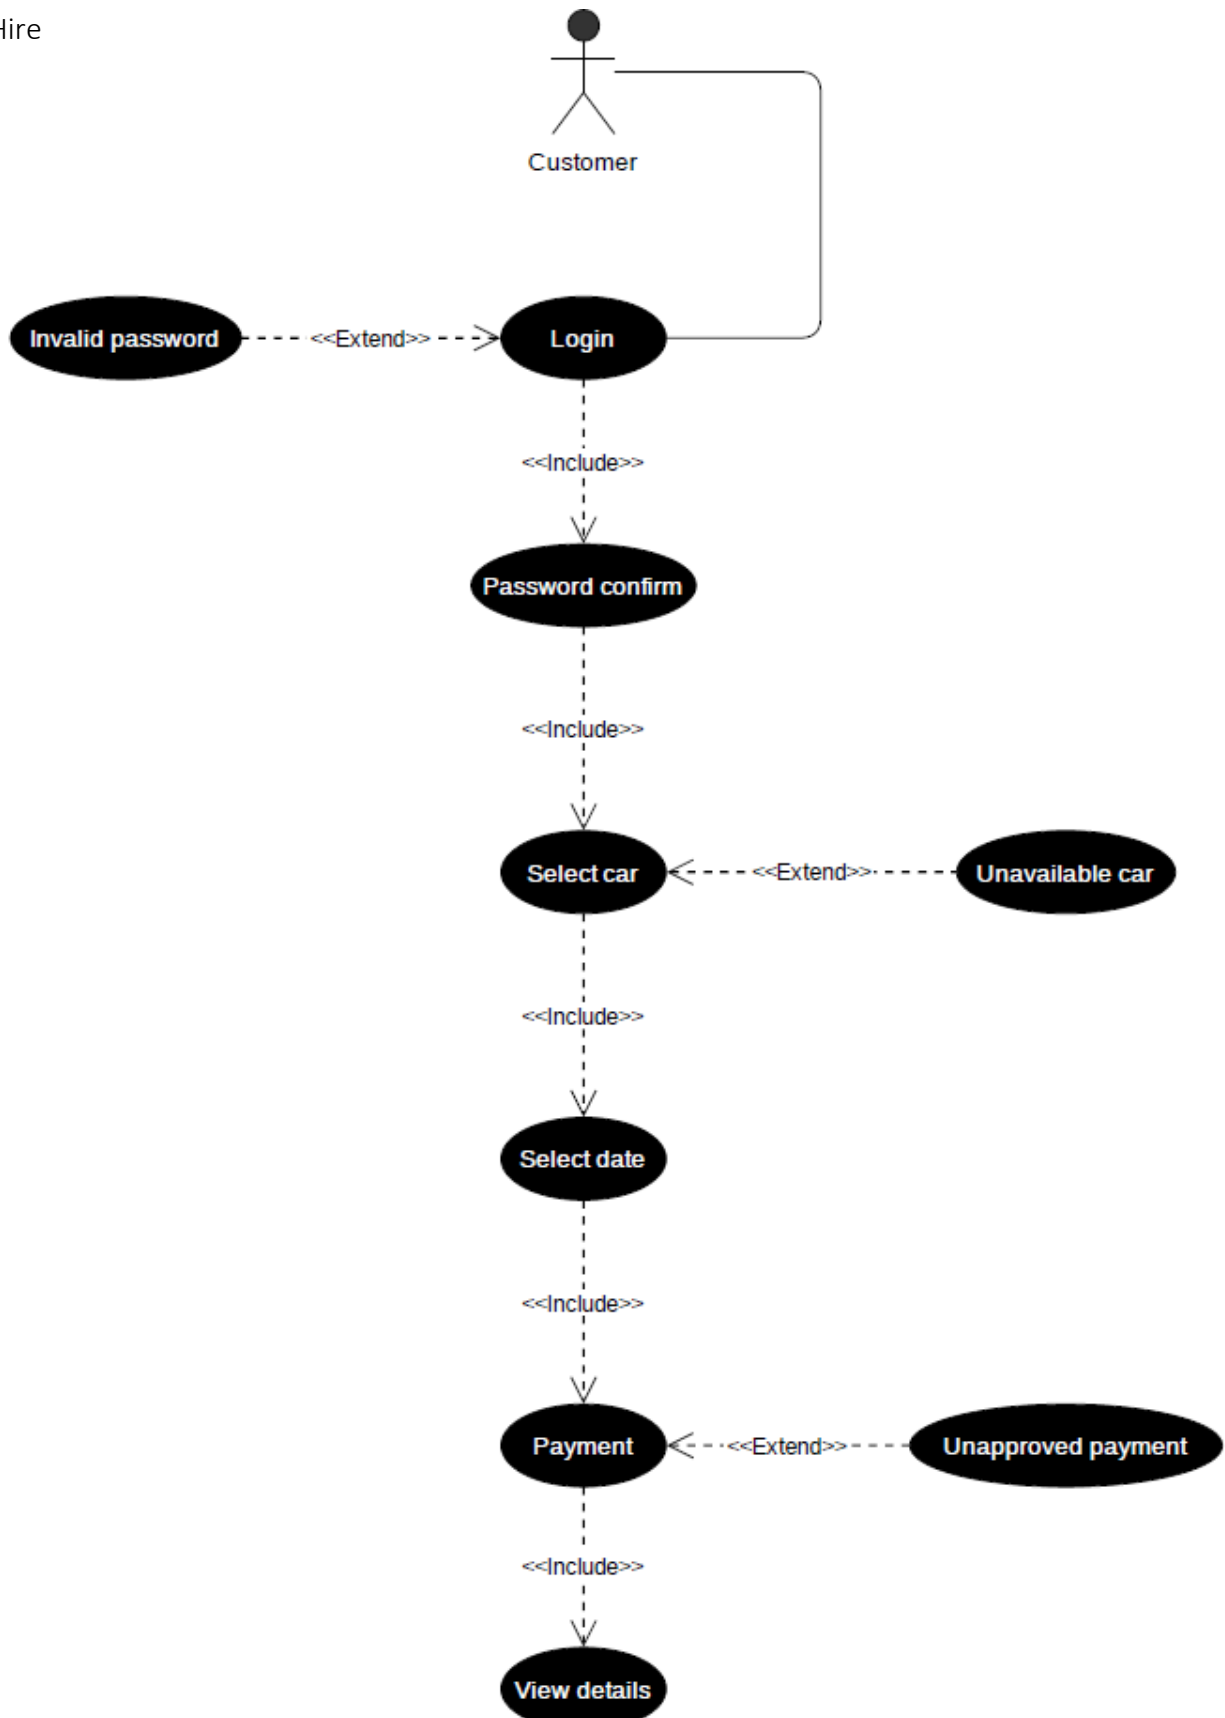 Hire
Customer
Invalid password
<<Extend>>
Login
<<Include>>
Password confirm
<<Include>>
Select car
<<Extend>>
Unavailable car
<<Include>>
Select date
<<Include>>
Payment
<<Extend>>
Unapproved payment
<<Include>>
View details